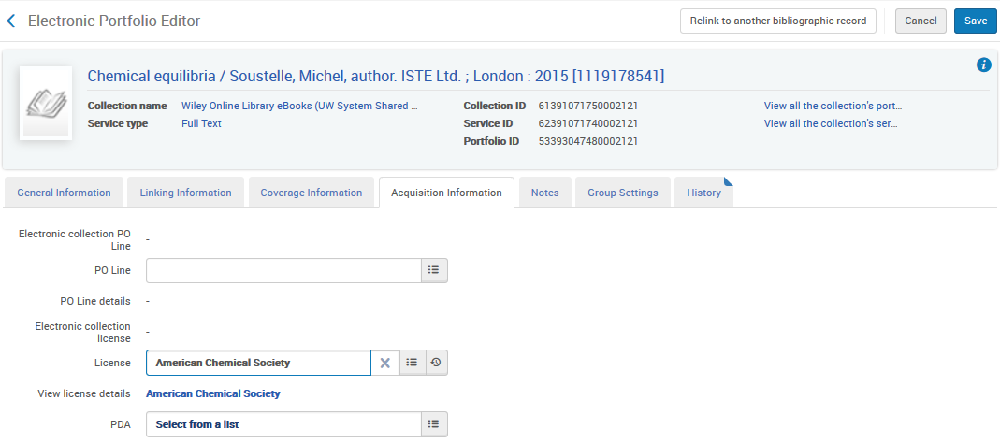 Electronic Portfolio Editor
Relink to another bibliographic record
Cancel
Save
Chemical equilibria / Soustelle, Michel, author. ISTE Ltd. ; London : 2015 [1119178541]
Collection name Wiley Online Library eBooks (UW System Shared ...
Collection ID 61391071750002121
View all the collection's port...
Service type Full Text
Service ID 62391071740002121
View all the collection's ser...
Portfolio ID 53393047480002121
General Information
Linking Information
Coverage Information
Acquisition Information
Notes
Group Settings
History
Electronic collection PO
Line -
PO Line
PO Line details -
Electronic collection
license -
License American Chemical Society
View license details American Chemical Society
PDA Select from a list